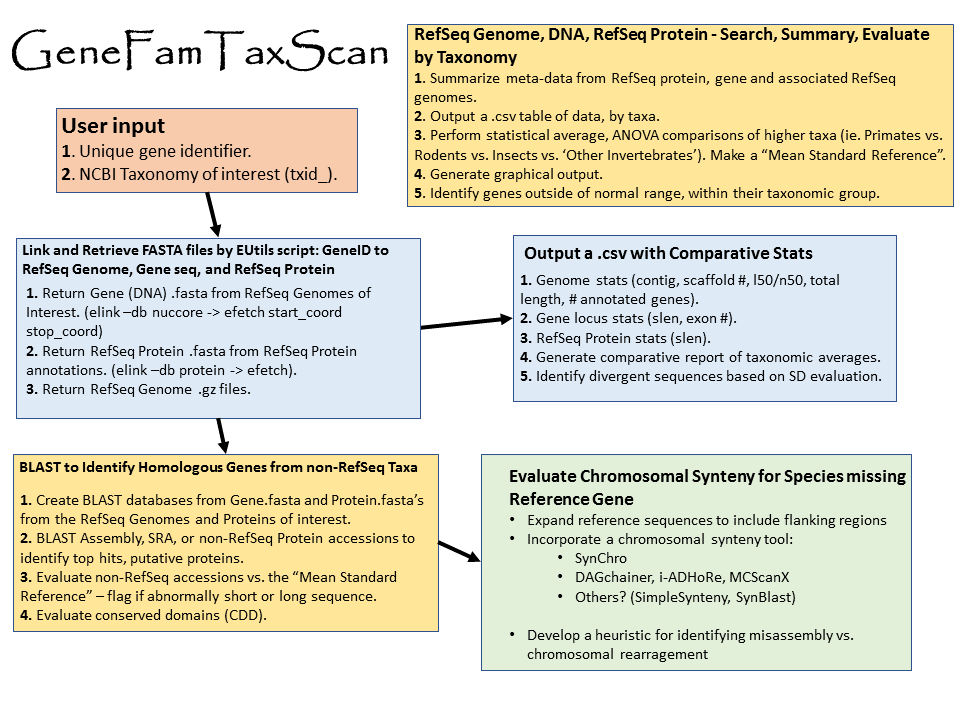 GeneFamTaxScan
RefSeq Genome, DNA, RefSeq Protein - Search, Summary, Evaluate
by Taxonomy
1. Summarize meta-data from RefSeq protein, gene and associated RefSeq
genomes.
2. Output a .csv table of data, by taxa.
3. Perform statistical average, ANOVA comparisons of higher taxa (ie. Primates vs.
Rodents vs. Insects vs. ‘Other Invertebrates’). Make a “Mean Standard Reference”.
4. Generate graphical output.
5. Identify genes outside of normal range, within their taxonomic group.
User input
1. Unique gene identifier.
2. NCBI Taxonomy of interest (txid_).
Link and Retrieve FASTA files by EUtils script: GeneID to
RefSeq Genome, Gene seq, and RefSeq Protein
1. Return Gene (DNA) .fasta from RefSeq Genomes of
Interest. (elink –db nuccore -> efetch start_coord
stop_coord)
2. Return RefSeq Protein .fasta from RefSeq Protein
annotations. (elink –db protein -> efetch).
3. Return RefSeq Genome .gz files.
Output a .csv with Comparative Stats
1. Genome stats (contig, scaffold #, l50/n50, total
length, # annotated genes).
2. Gene locus stats (slen, exon #).
3. RefSeq Protein stats (slen).
4. Generate comparative report of taxonomic averages.
5. Identify divergent sequences based on SD evaluation.
BLAST to Identify Homologous Genes from non-RefSeq Taxa
1. Create BLAST databases from Gene.fasta and Protein.fasta’s
from the RefSeq Genomes and Proteins of interest.
2. BLAST Assembly, SRA, or non-RefSeq Protein accessions to
identify top hits, putative proteins.
3. Evaluate non-RefSeq accessions vs. the “Mean Standard
Reference” – flag if abnormally short or long sequence.
4. Evaluate conserved domains (CDD).
Evaluate Chromosomal Synteny for Species missing
Reference Gene
• Expand reference sequences to include flanking regions
• Incorporate a chromosomal synteny tool:
• SynChro
• DAGchainer, i-ADHoRe, MCScanX
• Others? (SimpleSynteny, SynBlast)
• Develop a heuristic for identifying misassembly vs.
chromosomal rearragement